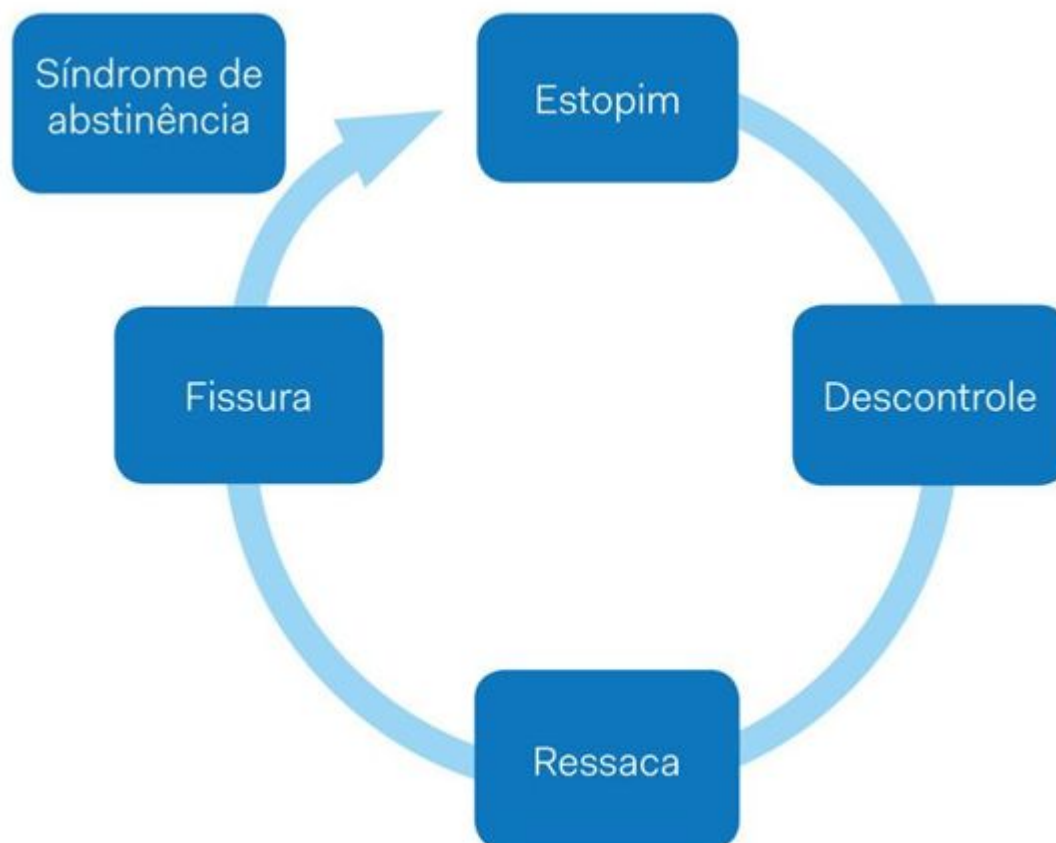 Síndrome de
abstinência
Estopim
Fissura
Descontrole
Ressaca